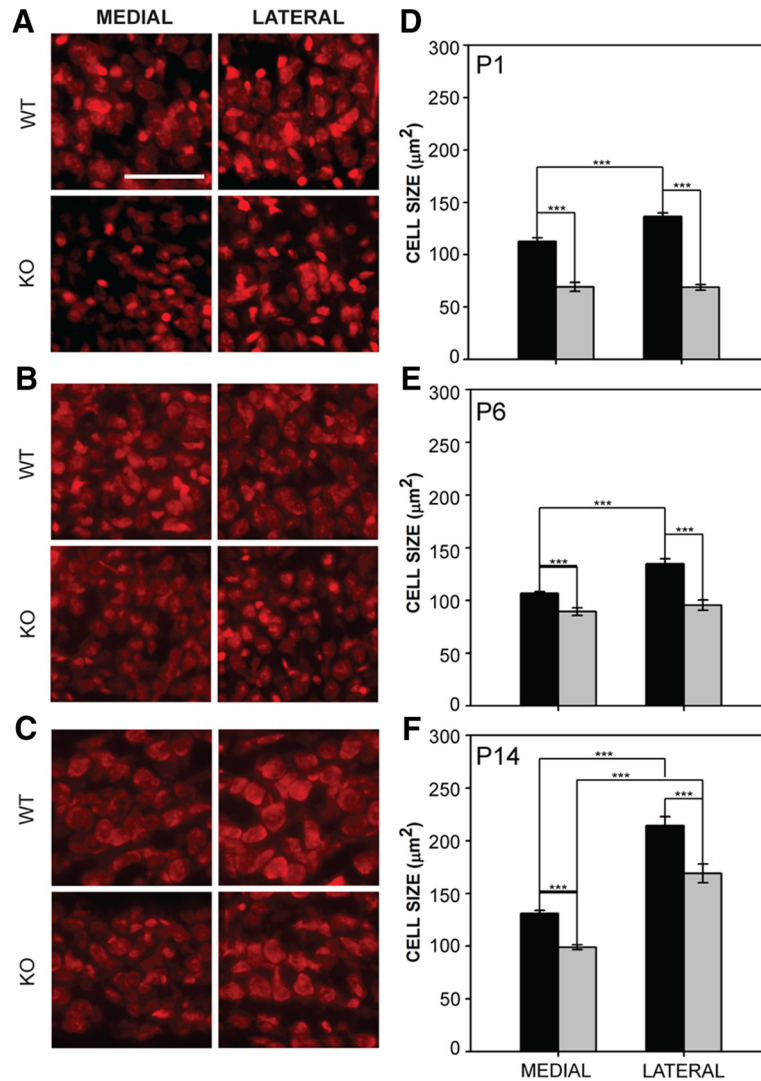 A MEDIAL LATERAL
WT
KO
B
WT
KO
C
WT
KO
D
P1
CELL SIZE (µm²)
300
250
200
150
100
50
0
***
***
***
E
P6
CELL SIZE (µm²)
300
250
200
150
100
50
0
***
***
***
F
P14
CELL SIZE (µm²)
300
250
200
150
100
50
0
***
***
***
***
MEDIAL LATERAL